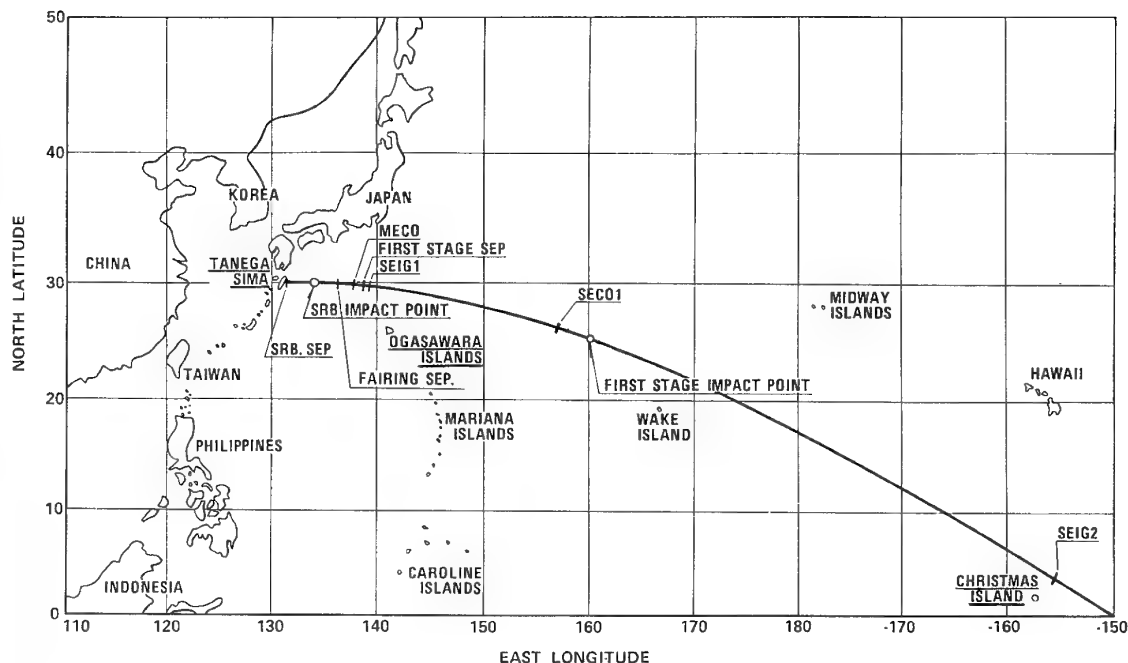 50
40
30
20
10
0
NORTH LATITUDE
KOREA
JAPAN
MECO
FIRST STAGE SEP
SEIG1
CHINA
TANEGA
SIMA
SRB IMPACT POINT
SRB. SEP
OGASAWARA
ISLANDS
FAIRING SEP.
SECO1
FIRST STAGE IMPACT POINT
MIDWAY
ISLANDS
HAWAII
TAIWAN
MARIANA
ISLANDS
WAKE
ISLAND
PHILIPPINES
SEIG2
CHRISTMAS
ISLAND
INDONESIA
CAROLINE
ISLANDS
110 120 130 140 150 160 170 180 -170 -160 -150
EAST LONGITUDE